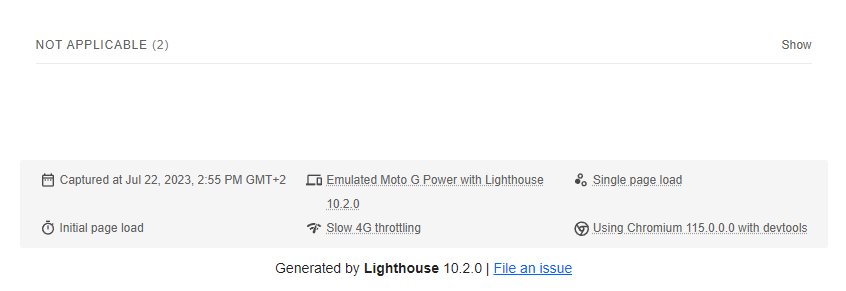 NOT APPLICABLE (2) Show
Captured at Jul 22, 2023, 2:55 PM GMT+2
Emulated Moto G Power with Lighthouse
10.2.0
Single page load
Initial page load
Slow 4G throttling
Using Chromium 115.0.0.0 with devtools
Generated by Lighthouse 10.2.0 | File an issue